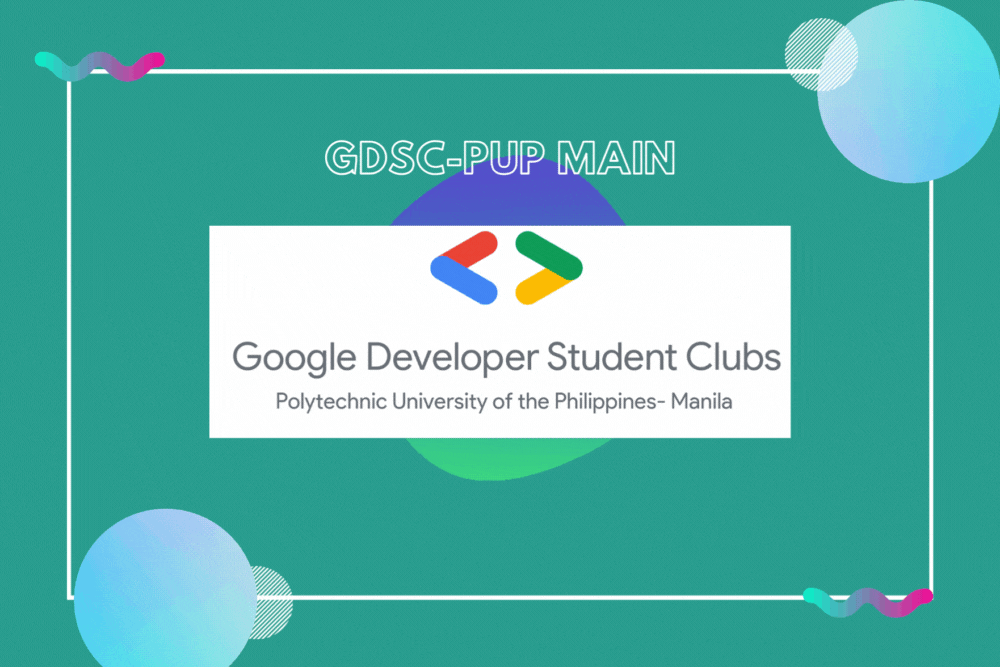 GDSC-PUP MAIN
Google Developer Student Clubs
Polytechnic University of the Philippines- Manila